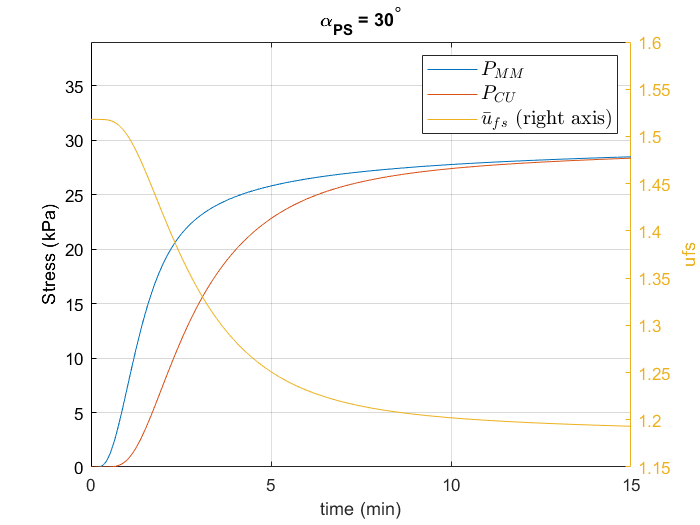 α_PS = 30°
P_MM
P_CU
ū_fs (right axis)
Stress (kPa)
35
30
25
20
15
10
5
0
0 5 10 15
time (min)
1.6
1.55
1.5
1.45
1.4
1.35
1.3
1.25
1.2
1.15
ufs